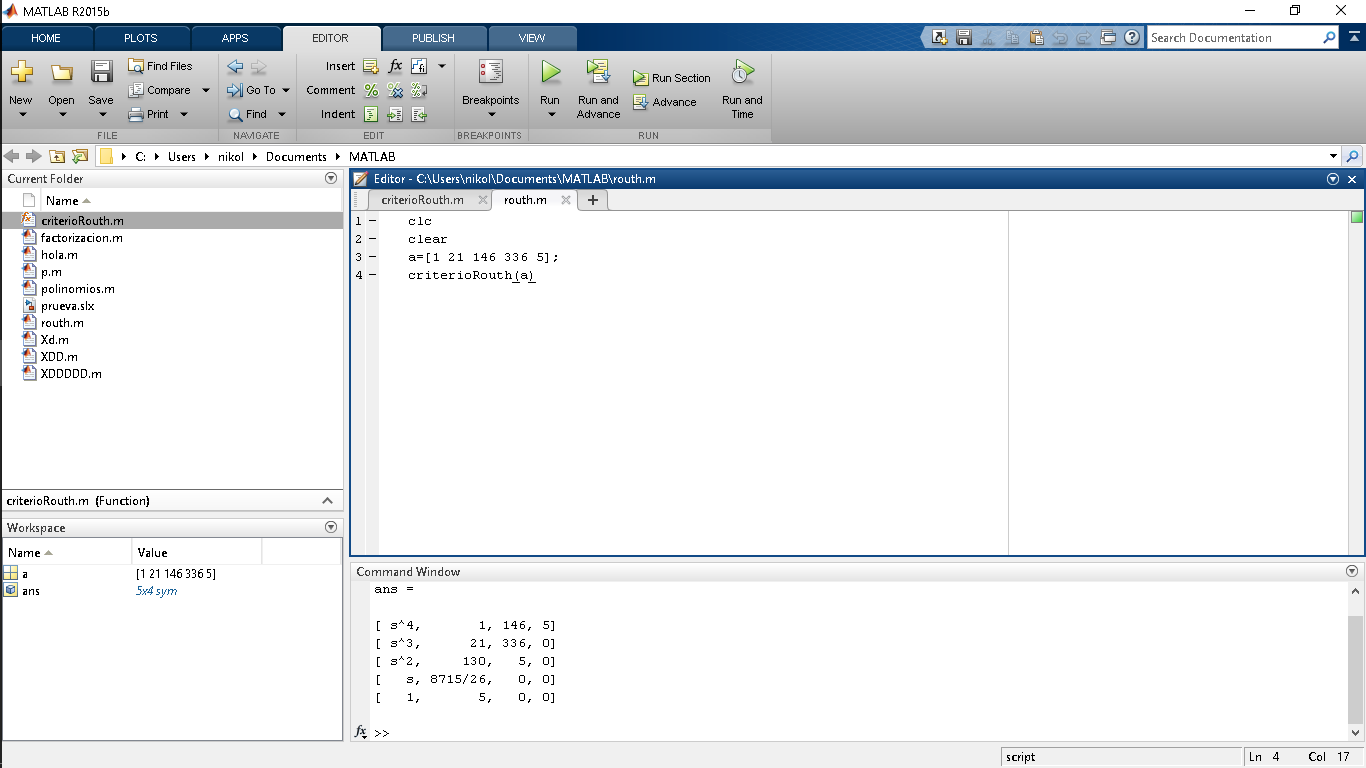 MATLAB R2015b
HOME PLOTS APPS EDITOR PUBLISH VIEW
Search Documentation
New Open Save Find Files Compare Print
Go To Find
Insert fx
Comment
Indent
Breakpoints
Run Run and Advance Run Section Advance Run and Time
FILE NAVIGATE EDIT BREAKPOINTS RUN
C: Users nikol Documents MATLAB
Current Folder
Name
criterioRouth.m
factorizacion.m
hola.m
p.m
polinomios.m
prueva.slx
routh.m
Xd.m
XDD.m
XDDDDD.m
criterioRouth.m (Function)
Workspace
Name Value
a [1 21 146 336 5]
ans 5x4 sym
Editor - C:\Users\nikol\Documents\MATLAB\routh.m
criterioRouth.m routh.m
1 - clc
2 - clear
3 - a=[1 21 146 336 5];
4 - criterioRouth(a)
Command Window
ans =
[ s^4, 1, 146, 5]
[ s^3, 21, 336, 0]
[ s^2, 130, 5, 0]
[ s, 8715/26, 0, 0]
[ 1, 5, 0, 0]
fx >>
script Ln 4 Col 17